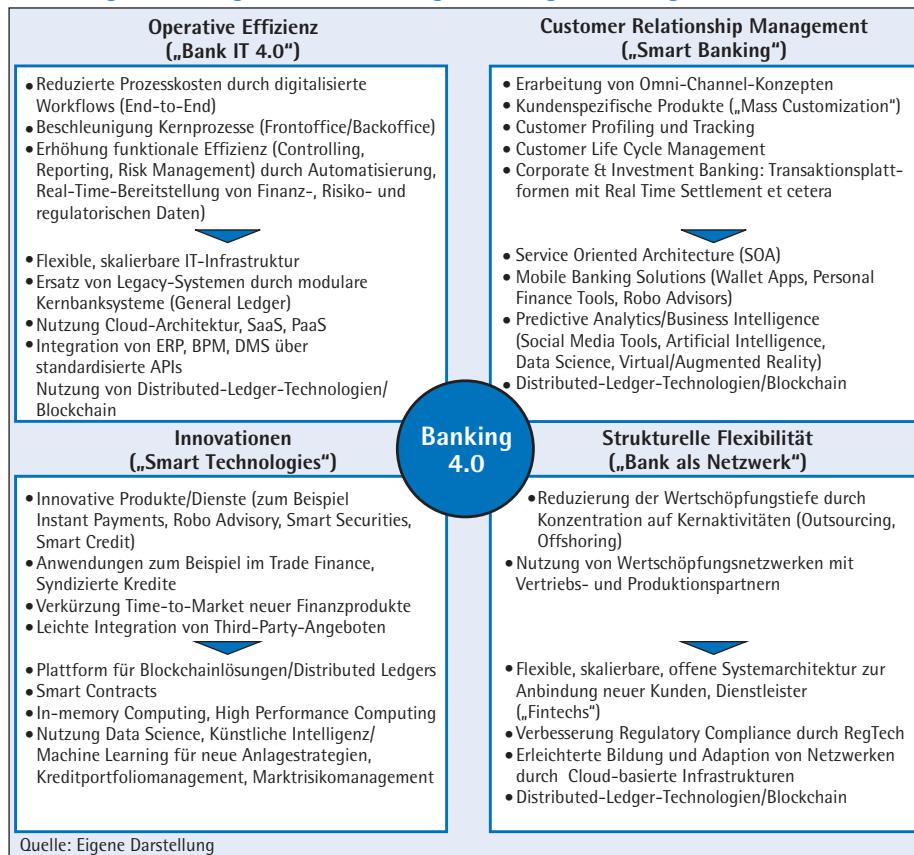 Operative Effizienz
(„Bank IT 4.0“)
• Reduzierte Prozesskosten durch digitalisierte
Workflows (End-to-End)
• Beschleunigung Kernprozesse (Frontoffice/Backoffice)
• Erhöhung funktionale Effizienz (Controlling,
Reporting, Risk Management) durch Automatisierung,
Real-Time-Bereitstellung von Finanz-, Risiko- und
regulatorischen Daten)
• Flexible, skalierbare IT-Infrastruktur
• Ersatz von Legacy-Systemen durch modulare
Kernbanksysteme (General Ledger)
• Nutzung Cloud-Architektur, SaaS, PaaS
• Integration von ERP, BPM, DMS über
standardisierte APIs
Nutzung von Distributed-Ledger-Technologien/
Blockchain
Customer Relationship Management
(„Smart Banking“)
• Erarbeitung von Omni-Channel-Konzepten
• Kundenspezifische Produkte („Mass Customization“)
• Customer Profiling und Tracking
• Customer Life Cycle Management
• Corporate & Investment Banking: Transaktionsplatt-
formen mit Real Time Settlement et cetera
• Service Oriented Architecture (SOA)
• Mobile Banking Solutions (Wallet Apps, Personal
Finance Tools, Robo Advisors)
• Predictive Analytics/Business Intelligence
(Social Media Tools, Artificial Intelligence,
Data Science, Virtual/Augmented Reality)
• Distributed-Ledger-Technologien/Blockchain
Banking
4.0
Innovationen
(„Smart Technologies“)
• Innovative Produkte/Dienste (zum Beispiel
Instant Payments, Robo Advisory, Smart Securities,
Smart Credit)
• Anwendungen zum Beispiel im Trade Finance,
Syndizierte Kredite
• Verkürzung Time-to-Market neuer Finanzprodukte
• Leichte Integration von Third-Party-Angeboten
• Plattform für Blockchainlösungen/Distributed Ledgers
• Smart Contracts
• In-memory Computing, High Performance Computing
• Nutzung Data Science, Künstliche Intelligenz/
Machine Learning für neue Anlagestrategien,
Kreditportfoliomanagement, Marktrisikomanagement
Strukturelle Flexibilität
(„Bank als Netzwerk“)
• Reduzierung der Wertschöpfungstiefe durch
Konzentration auf Kernaktivitäten (Outsourcing,
Offshoring)
• Nutzung von Wertschöpfungsnetzwerken mit
Vertriebs- und Produktionspartnern
• Flexible, skalierbare, offene Systemarchitektur zur
Anbindung neuer Kunden, Dienstleister
(„Fintechs“)
• Verbesserung Regulatory Compliance durch RegTech
• Erleichterte Bildung und Adaption von Netzwerken
durch Cloud-basierte Infrastrukturen
• Distributed-Ledger-Technologien/Blockchain
Quelle: Eigene Darstellung